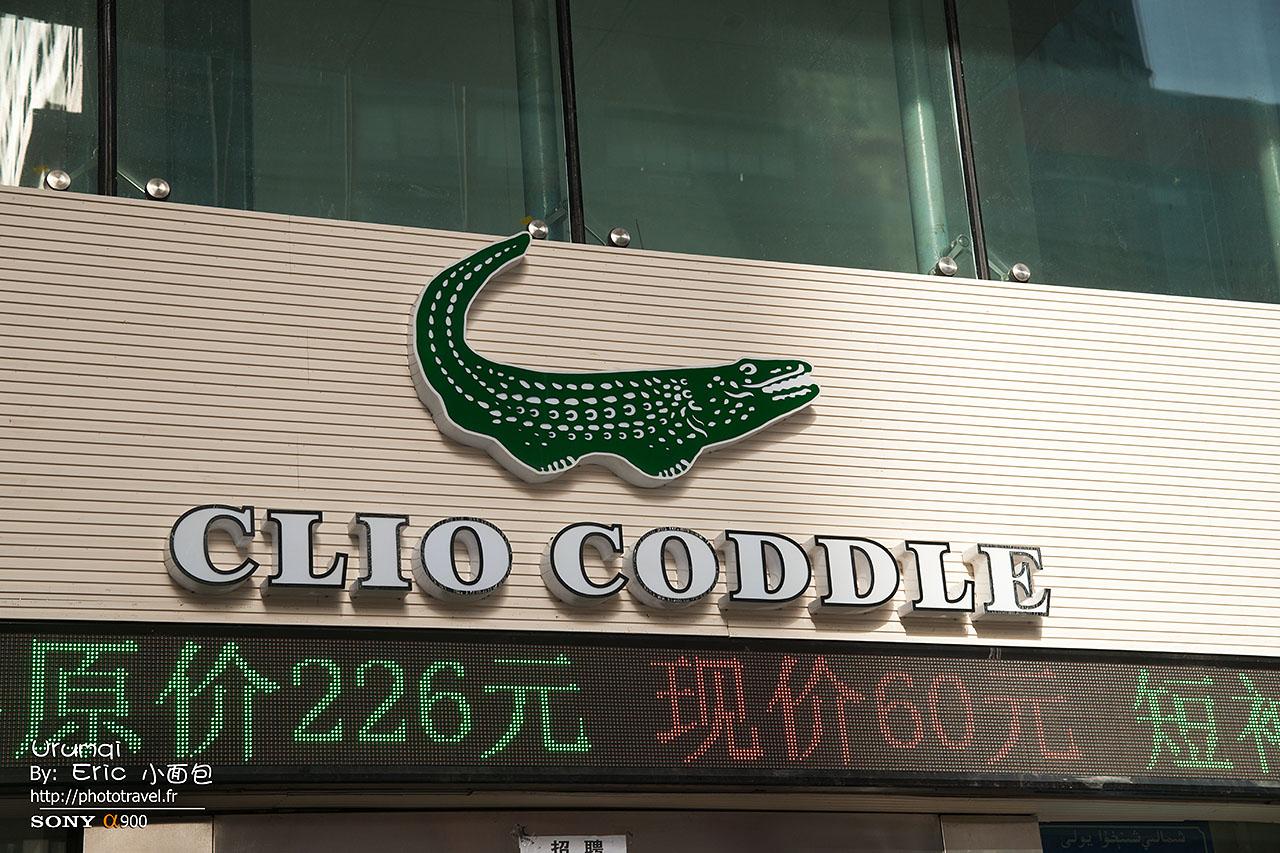 CLIO CODDLE
原价226元 现价60元 短
Urumqi
By: Eric 小面包
http://phototravel.fr
SONY α900
招聘